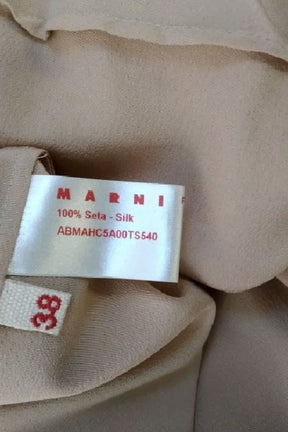 MARNI
100% Seta - Silk
ABMAHC5A00TS540
38